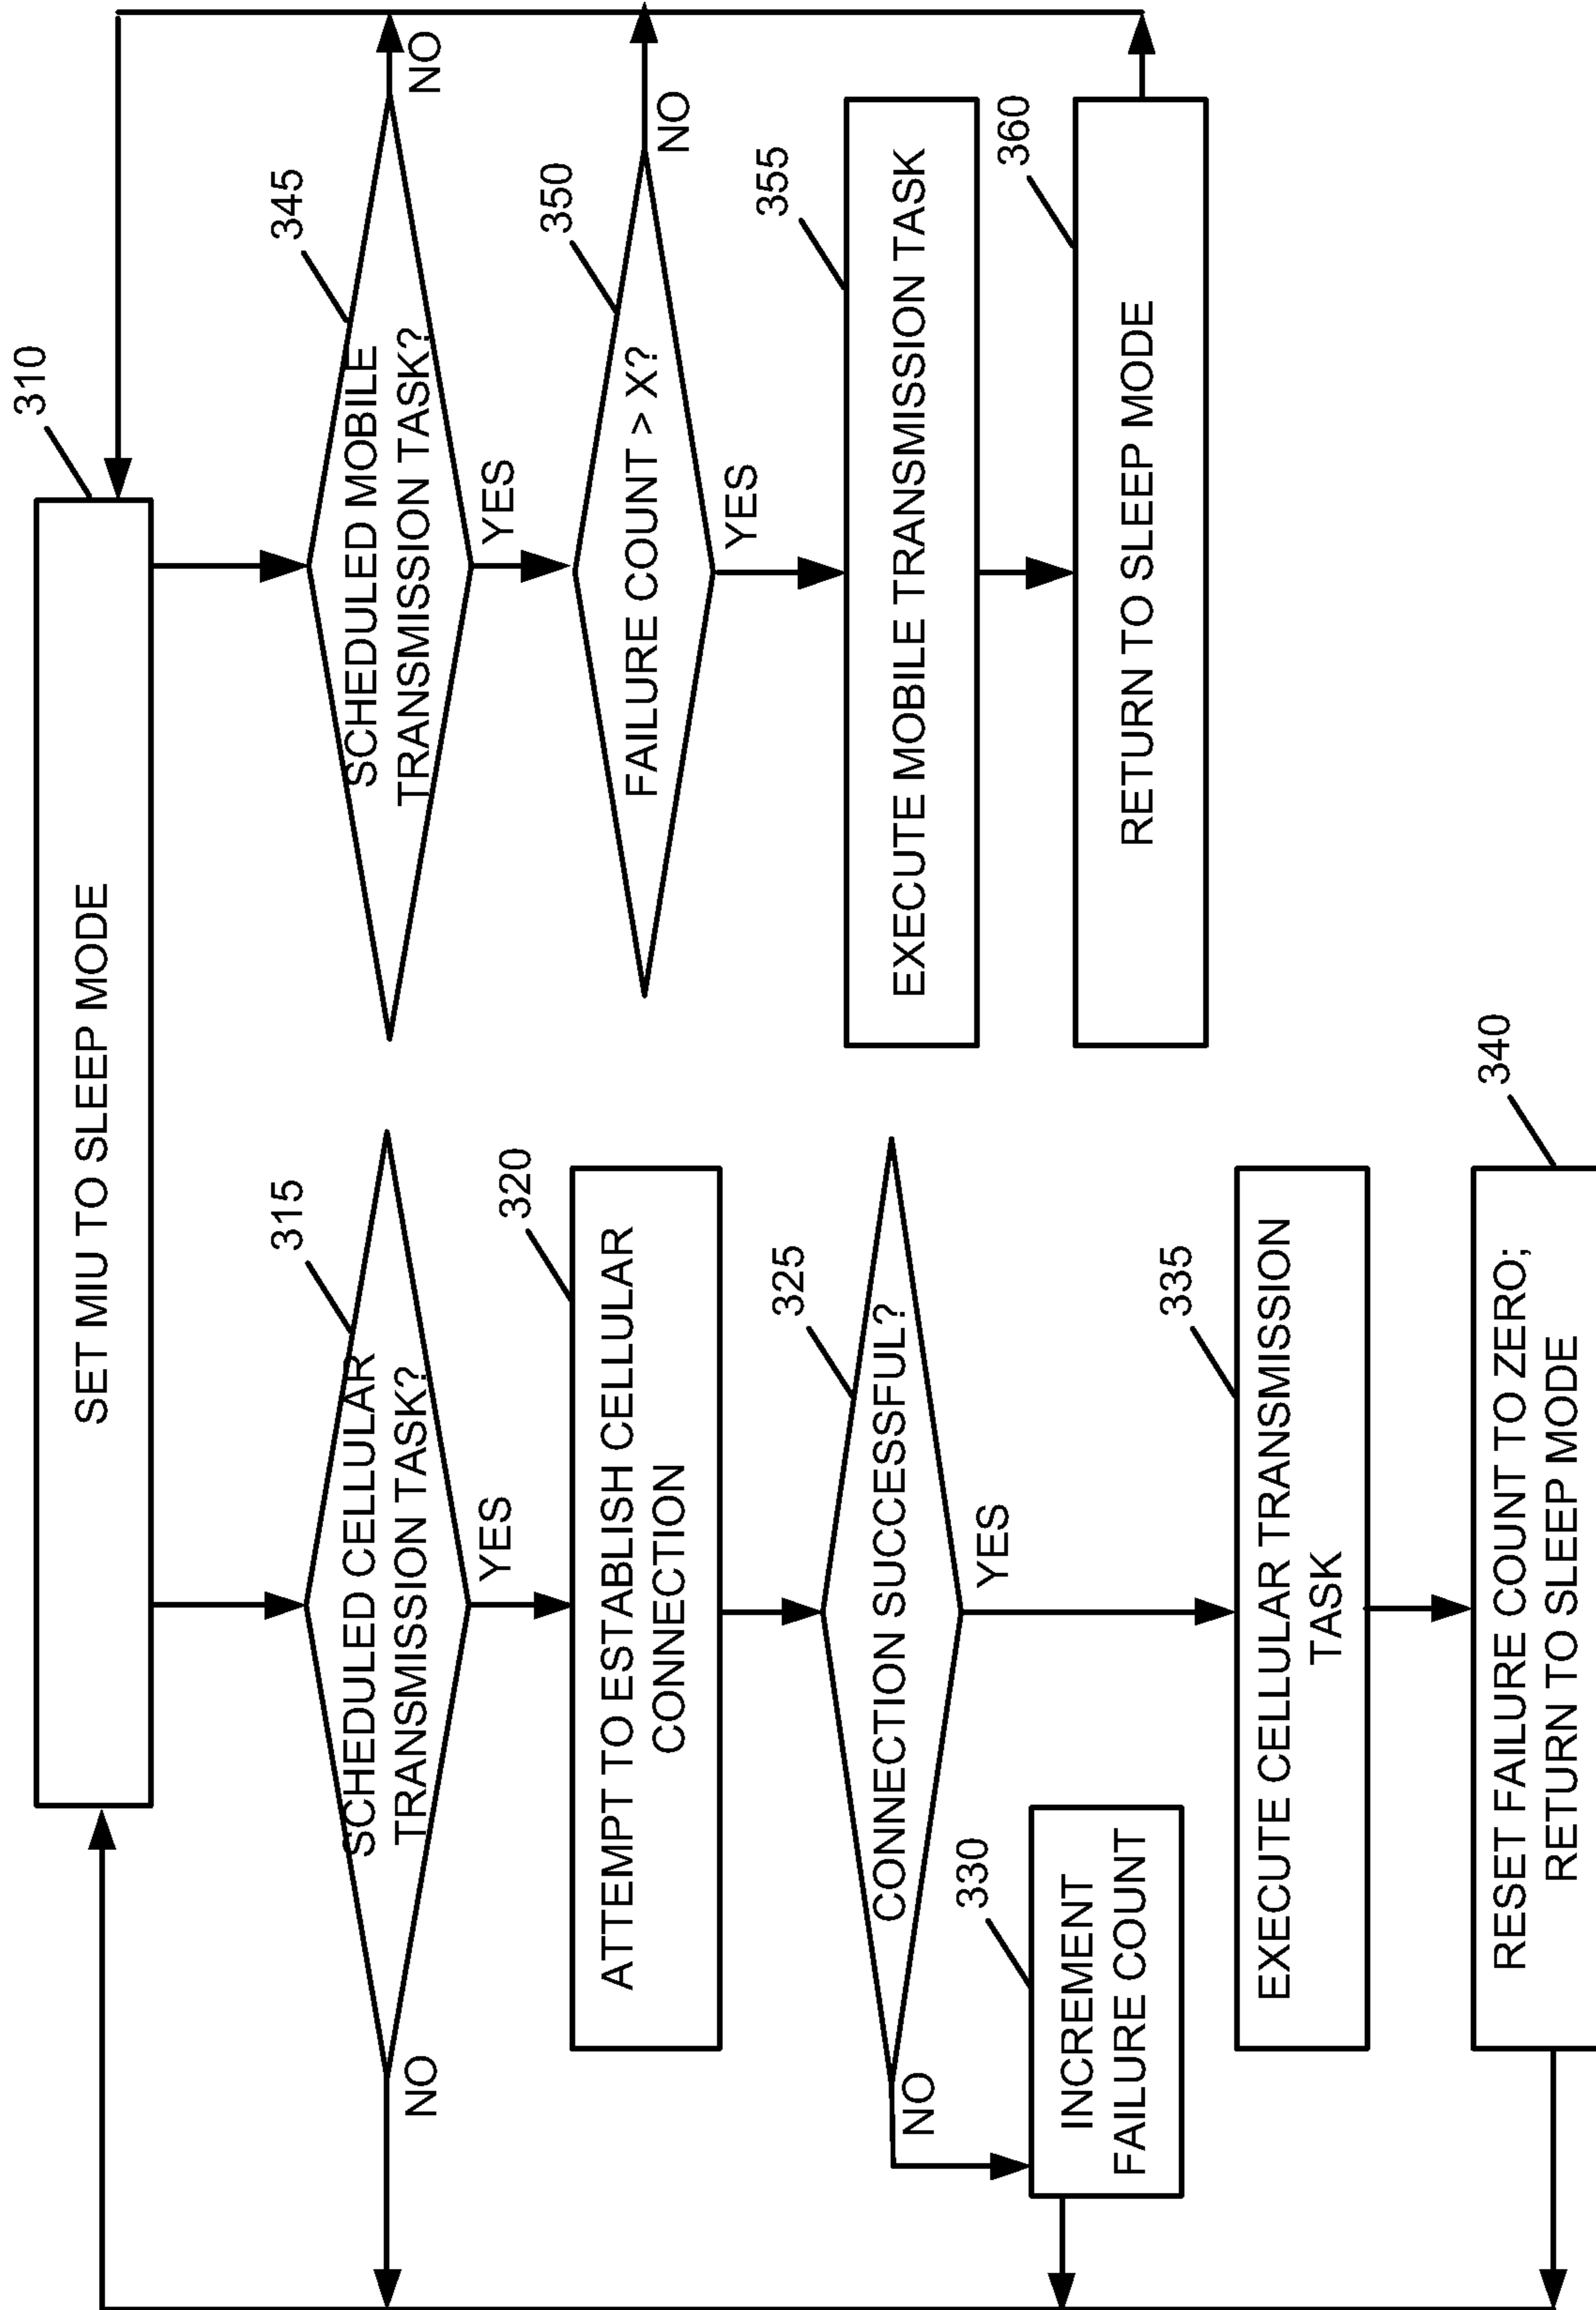 310
SET MIU TO SLEEP MODE
315
SCHEDULED CELLULAR
TRANSMISSION TASK?
NO
YES
320
ATTEMPT TO ESTABLISH CELLULAR
CONNECTION
325
CONNECTION SUCCESSFUL?
NO
YES
330
INCREMENT
FAILURE COUNT
335
EXECUTE CELLULAR TRANSMISSION
TASK
340
RESET FAILURE COUNT TO ZERO;
RETURN TO SLEEP MODE
345
SCHEDULED MOBILE
TRANSMISSION TASK?
NO
YES
350
FAILURE COUNT > X?
NO
YES
355
EXECUTE MOBILE TRANSMISSION TASK
360
RETURN TO SLEEP MODE